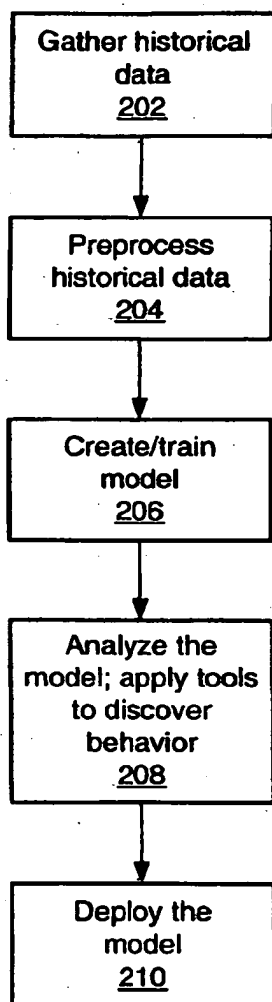 Gather historical
data
202
Preprocess
historical data
204
Create/train
model
206
Analyze the
model; apply tools
to discover
behavior
208
Deploy the
model
210